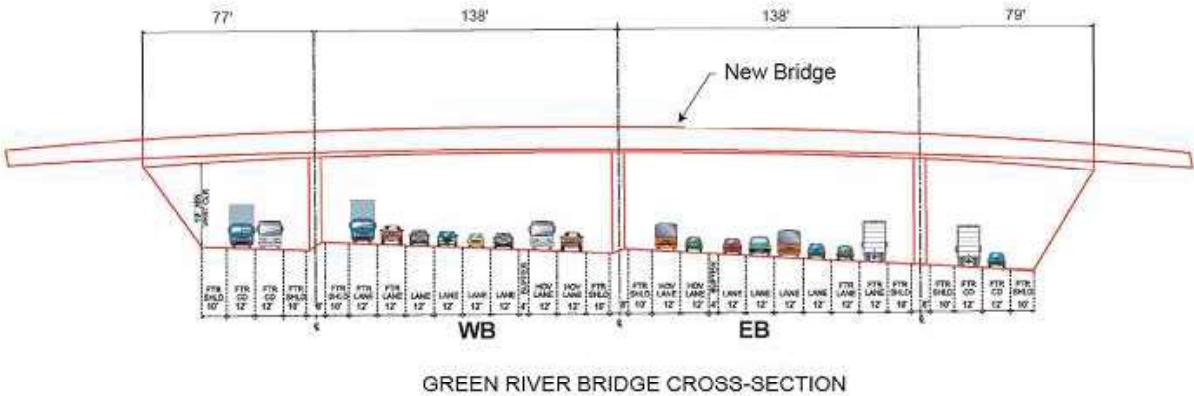 77'
138'
138'
79'
New Bridge
FTR
SHLD
10'
FTR
CD
12'
FTR
CD
12'
FTR
SHLD
10'
FTR
SHLD
10'
FTR
LANE
12'
FTR
LANE
12'
LANE
12'
LANE
12'
LANE
12'
LANE
12'
BUFFER
4'
HOV
LANE
12'
HOV
LANE
12'
FTR
SHLD
10'
FTR
SHLD
10'
HOV
LANE
12'
HOV
LANE
12'
BUFFER
4'
LANE
12'
LANE
12'
LANE
12'
LANE
12'
FTR
LANE
12'
FTR
LANE
12'
FTR
SHLD
10'
FTR
SHLD
10'
FTR
CD
12'
FTR
CD
12'
FTR
SHLD
10'
WB
EB
GREEN RIVER BRIDGE CROSS-SECTION